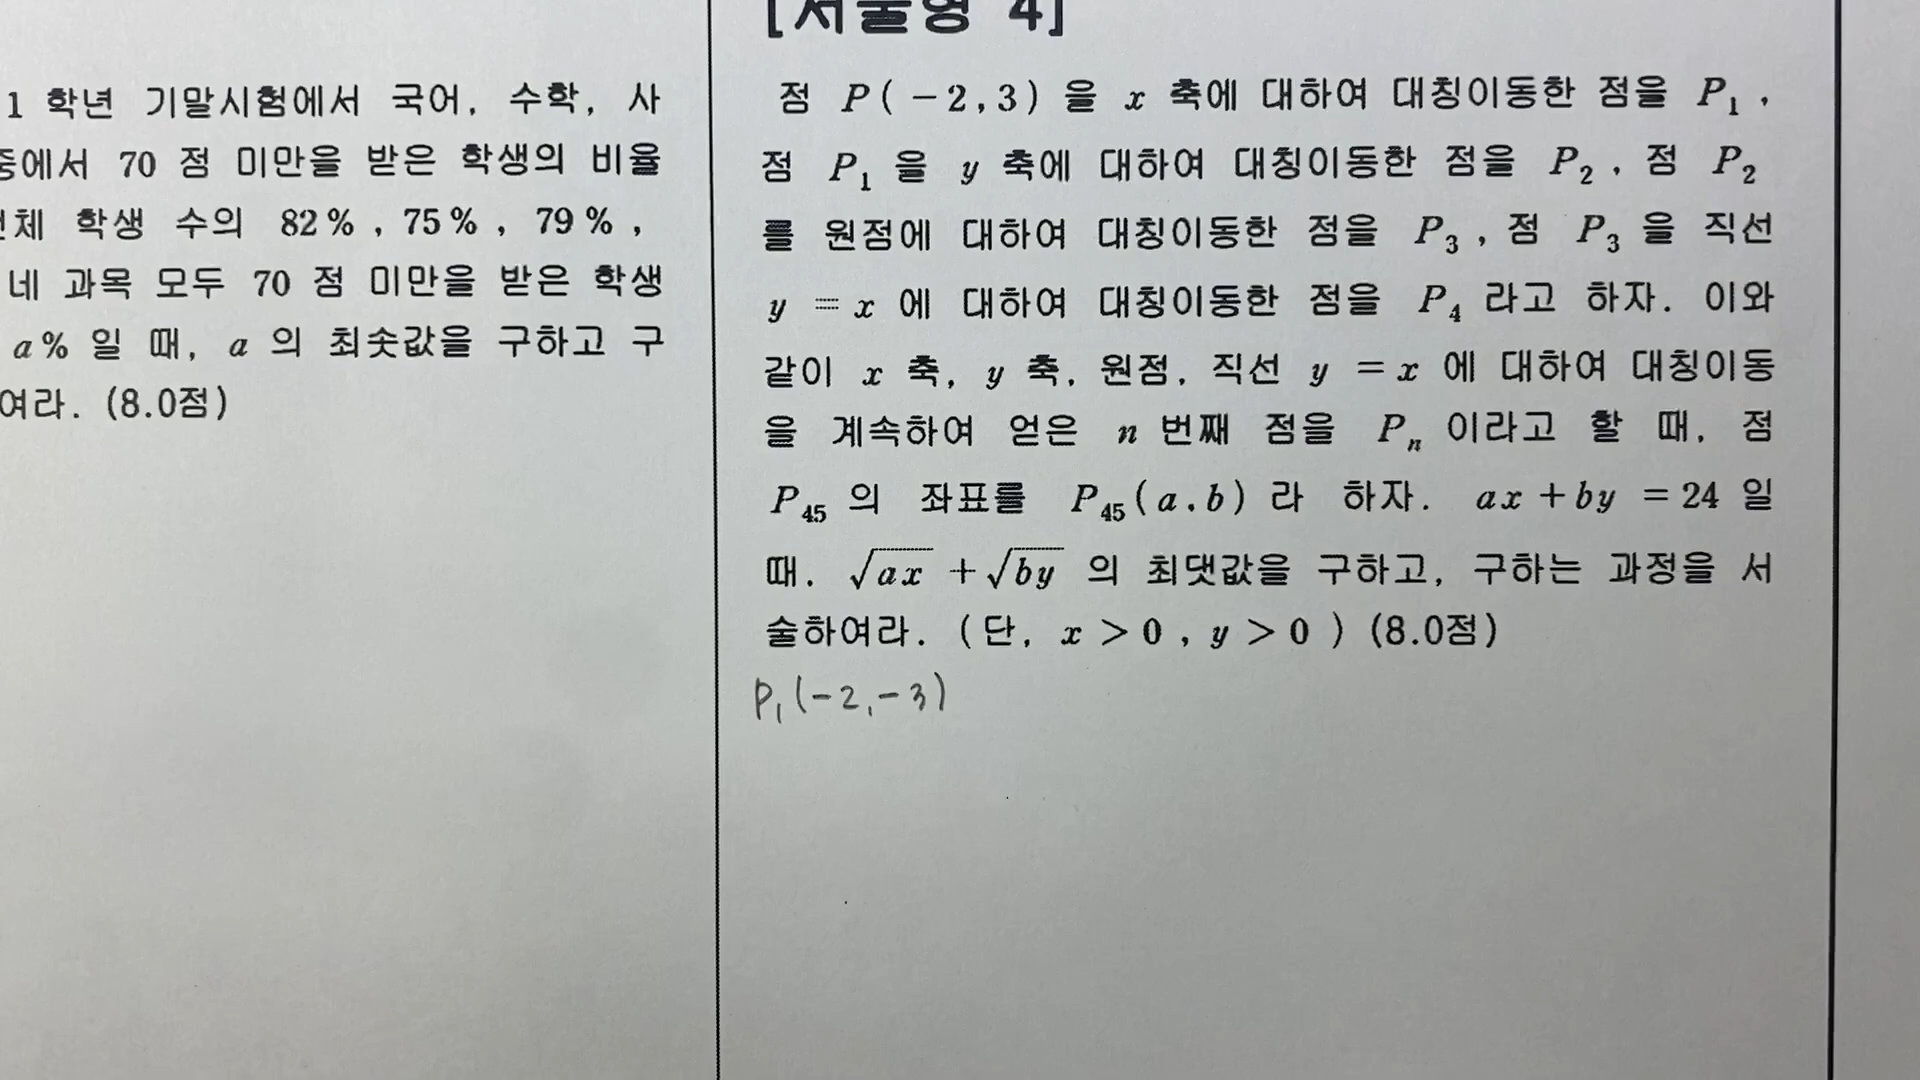 1 학년 기말시험에서 국어, 수학, 사
중에서 70 점 미만을 받은 학생의 비율
전체 학생 수의 82 % , 75 % , 79 % ,
네 과목 모두 70 점 미만을 받은 학생
a% 일 때, a 의 최솟값을 구하고 구
여라. (8.0점)
[서술형 4]
점 P ( - 2 , 3 ) 을 x 축에 대하여 대칭이동한 점을 P₁ ,
점 P₁ 을 y 축에 대하여 대칭이동한 점을 P₂ , 점 P₂
를 원점에 대하여 대칭이동한 점을 P₃ , 점 P₃ 을 직선
y = x 에 대하여 대칭이동한 점을 P₄ 라고 하자. 이와
같이 x 축, y 축, 원점, 직선 y = x 에 대하여 대칭이동
을 계속하여 얻은 n 번째 점을 Pₙ 이라고 할 때, 점
P₄₅ 의 좌표를 P₄₅ ( a , b ) 라 하자. ax + by = 24 일
때, √ax + √by 의 최댓값을 구하고, 구하는 과정을 서
술하여라. ( 단, x > 0 , y > 0 ) (8.0점)
P₁ (-2, -3)